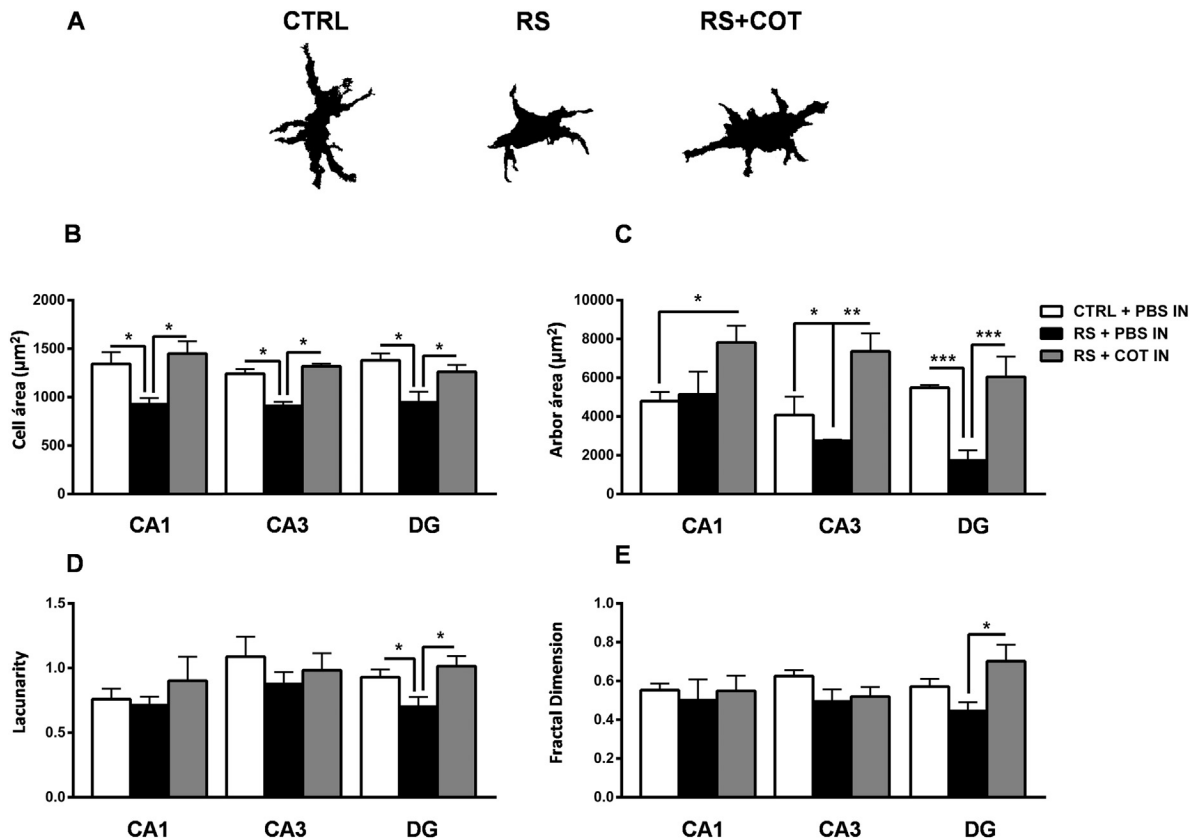 A
CTRL
RS
RS+COT
B
Cell área (µm²)
2000
1500
1000
500
0
*
*
*
*
*
*
CA1
CA3
DG
C
Arbor área (µm²)
10000
8000
6000
4000
2000
0
*
*
**
***
***
CA1
CA3
DG
CTRL + PBS IN
RS + PBS IN
RS + COT IN
D
Lacunarity
1.5
1.0
0.5
0.0
*
*
CA1
CA3
DG
E
Fractal Dimension
1.0
0.8
0.6
0.4
0.2
0.0
*
CA1
CA3
DG